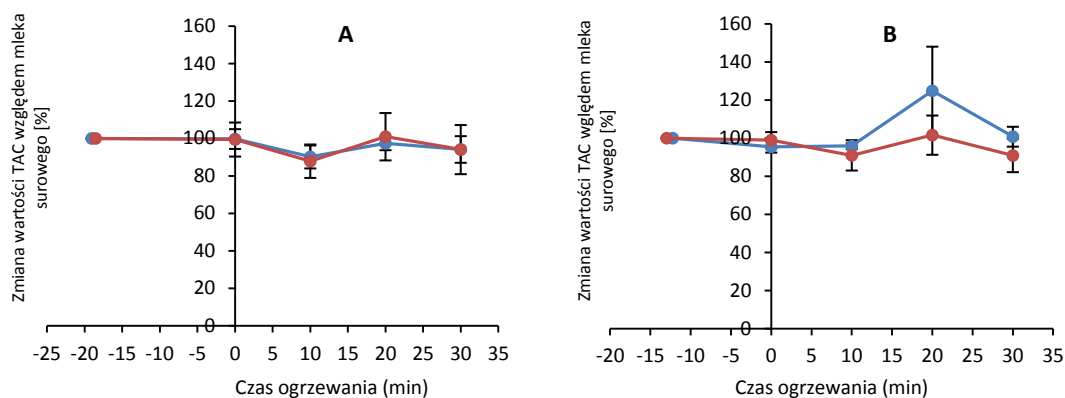 A
Zmiana wartości TAC względem mleka
surowego [%]
160
140
120
100
80
60
40
20
0
-25 -20 -15 -10 -5 0 5 10 15 20 25 30 35
Czas ogrzewania (min)
B
Zmiana wartości TAC względem mleka
surowego [%]
160
140
120
100
80
60
40
20
0
-20 -15 -10 -5 0 5 10 15 20 25 30 35
Czas ogrzewania (min)